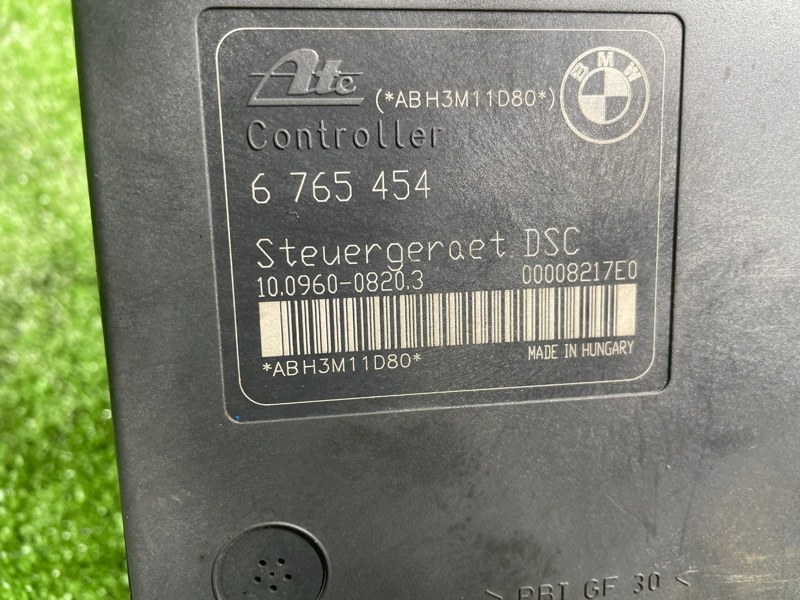 Ate (*ABH3M11D80*) BMW
Controller
6 765 454
Steuergeraet DSC
10.0960-0820.3 00008217E0
*ABH3M11D80*
MADE IN HUNGARY
> PBT GF 30 <